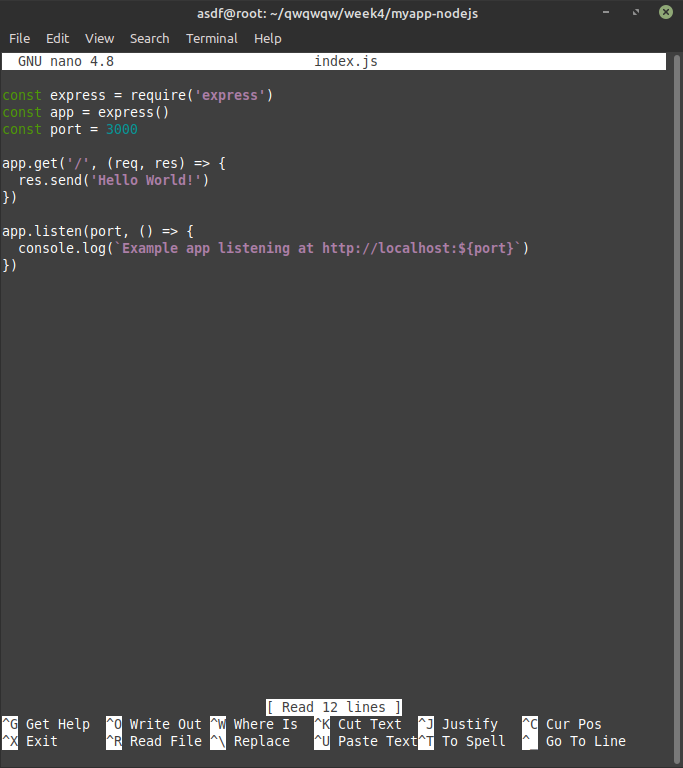 asdf@root: ~/qwqwqw/week4/myapp-nodejs
File Edit View Search Terminal Help
GNU nano 4.8 index.js
const express = require('express')
const app = express()
const port = 3000
app.get('/', (req, res) => {
  res.send('Hello World!')
})
app.listen(port, () => {
  console.log(`Example app listening at http://localhost:${port}`)
})
[ Read 12 lines ]
^G Get Help ^O Write Out ^W Where Is ^K Cut Text ^J Justify ^C Cur Pos
^X Exit ^R Read File ^\ Replace ^U Paste Text ^T To Spell ^_ Go To Line